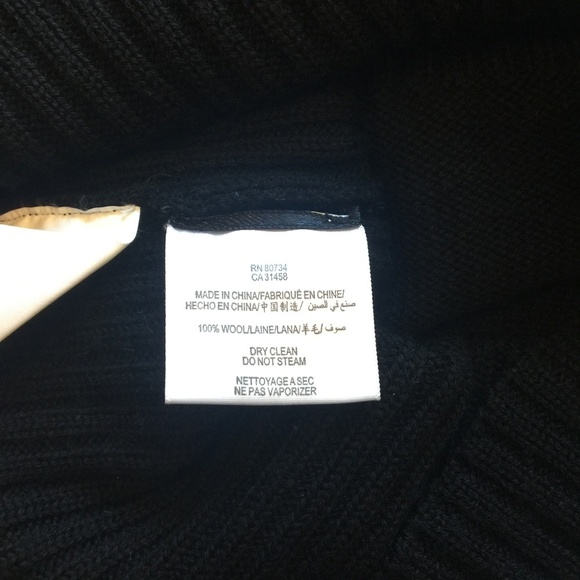 RN 80734
CA 31458
MADE IN CHINA/FABRIQUÉ EN CHINE/
HECHO EN CHINA/中国制造/ صنع في الصين
100% WOOL/LAINE/LANA/羊毛/ صوف
DRY CLEAN
DO NOT STEAM
NETTOYAGE A SEC
NE PAS VAPORIZER